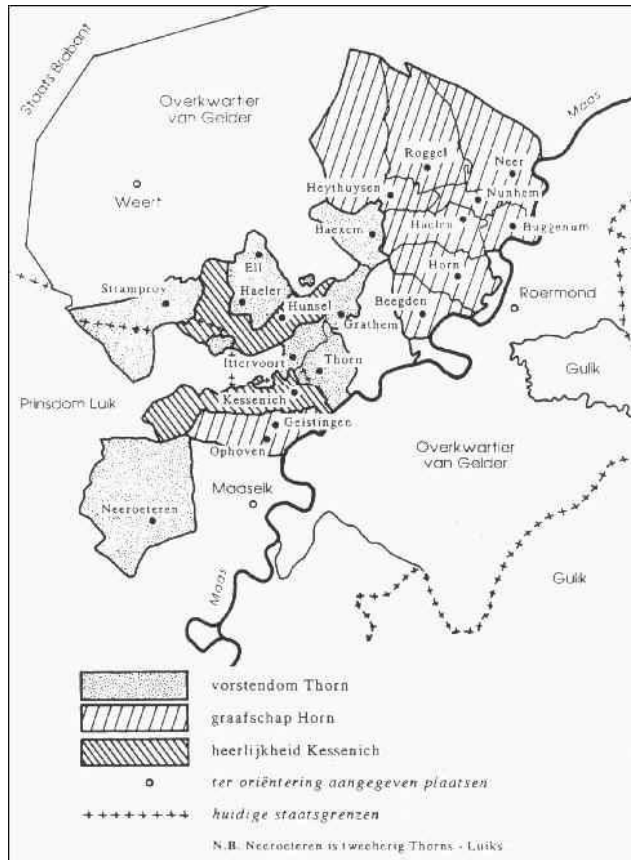 Staats Brabant
Overkwartier
van Gelder
Maas
Roggel
Neer
Heythuysen
Nunhem
Weert
Haelen
Buggenum
Baexem
Ell
Horn
Stramproy
Haeler
Hunsel
Beegden
Roermond
Grathem
Ittervoort
Thorn
Gulik
Prinsdom Luik
Kessenich
Geistingen
Overkwartier
van Gelder
Ophoven
Maaseik
Neeroeteren
Maas
Gulik
vorstendom Thorn
graafschap Horn
heerlijkheid Kessenich
ter oriëntering aangegeven plaatsen
huidige staatsgrenzen
N.B. Neeroeteren is tweeherig Thorns - Luiks